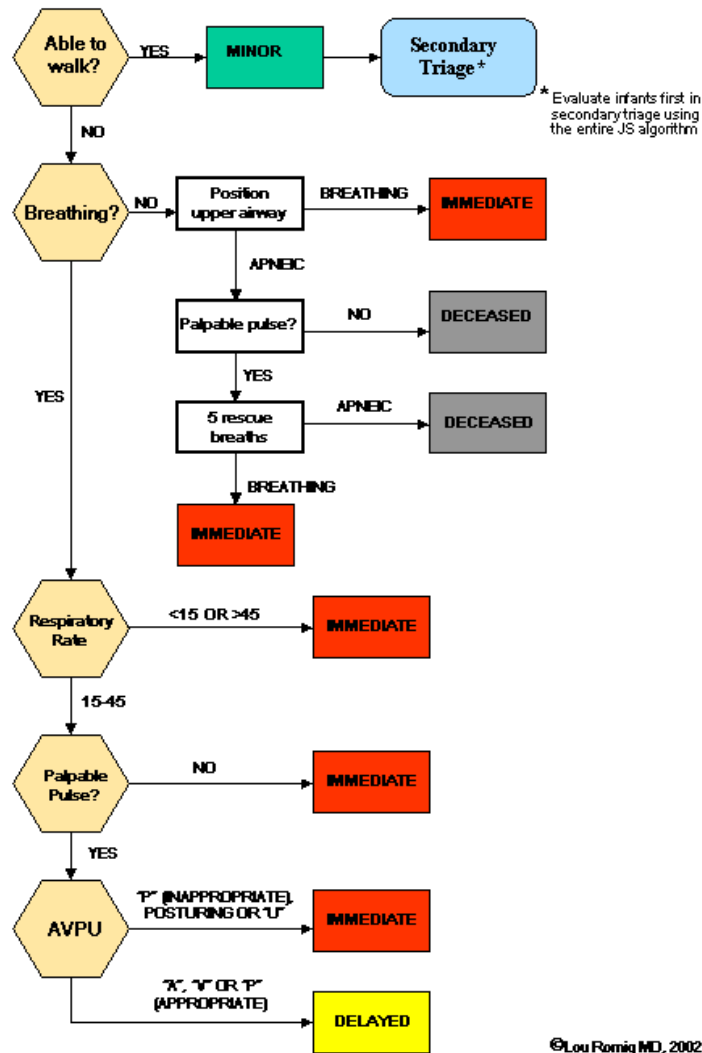 Able to
walk?
YES
MINOR
Secondary
Triage*
* Evaluate infants first in
secondary triage using
the entire JS algorithm
NO
Breathing?
NO
Position
upper airway
BREATHING
IMMEDIATE
APNEIC
Palpable pulse?
NO
DECEASED
YES
YES
5 rescue
breaths
APNEIC
DECEASED
BREATHING
IMMEDIATE
Respiratory
Rate
<15 OR >45
IMMEDIATE
15-45
Palpable
Pulse?
NO
IMMEDIATE
YES
AVPU
"P" (INAPPROPRIATE),
POSTURING OR "U"
IMMEDIATE
"A", "V" OR "P"
(APPROPRIATE)
DELAYED
©Lou Romig MD, 2002